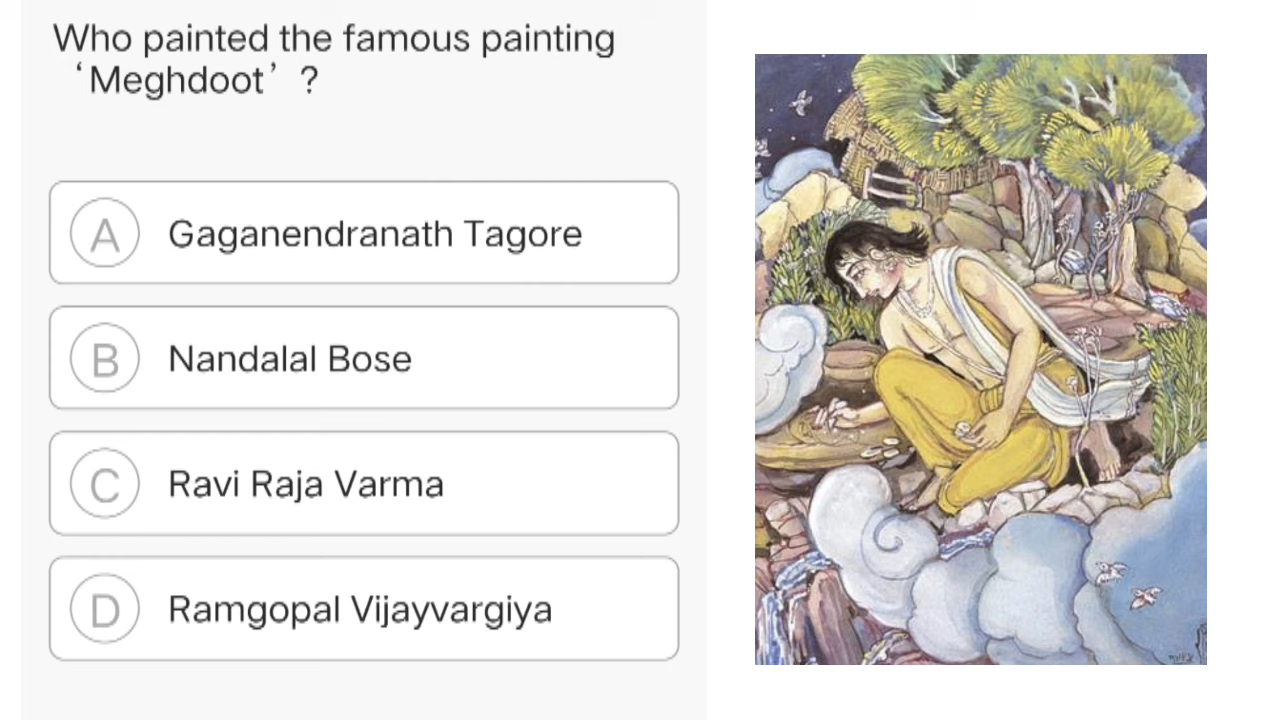 Who painted the famous painting
‘Meghdoot’ ?
A Gaganendranath Tagore
B Nandalal Bose
C Ravi Raja Varma
D Ramgopal Vijayvargiya